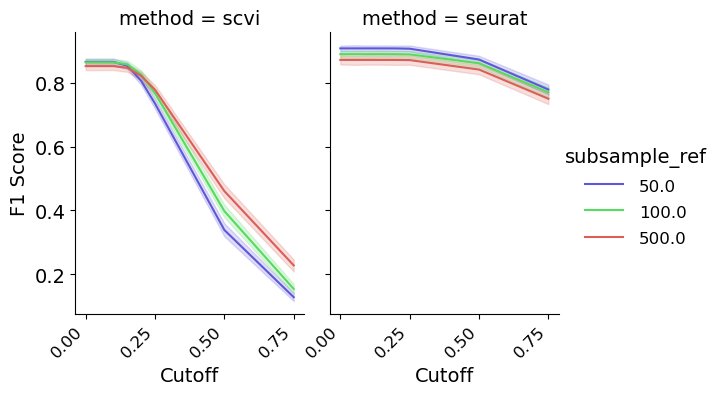 method = scvi
method = seurat
F1 Score
0.8
0.6
0.4
0.2
0.00
0.25
0.50
0.75
Cutoff
0.00
0.25
0.50
0.75
Cutoff
subsample_ref
50.0
100.0
500.0